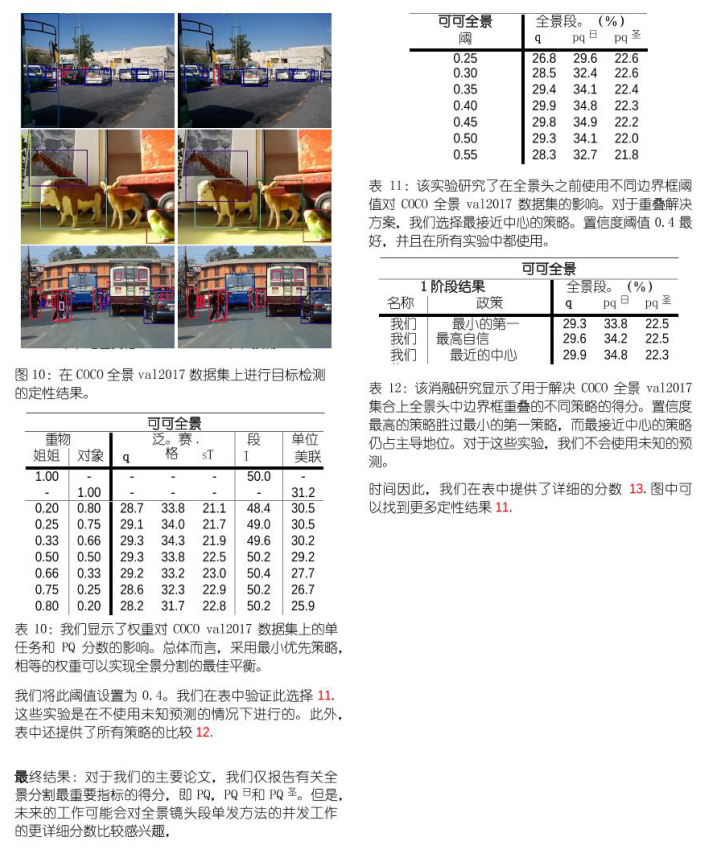 图 10: 在 COCO 全景 val2017 数据集上进行目标检测
的定性结果。
可可全景
重物 泛。赛 . 段 单位
姐姐 对象 q 格 sT I 美联
1.00 - - - - 50.0 -
- 1.00 - - - - 31.2
0.20 0.80 28.7 33.8 21.1 48.4 30.5
0.25 0.75 29.1 34.0 21.7 49.0 30.5
0.33 0.66 29.3 34.3 21.9 49.6 30.2
0.50 0.50 29.3 33.8 22.5 50.2 29.2
0.66 0.33 29.2 33.2 23.0 50.4 27.7
0.75 0.25 28.6 32.3 22.9 50.2 26.7
0.80 0.20 28.2 31.7 22.8 50.2 25.9
表 10: 我们显示了权重对 COCO val2017 数据集上的单
任务和 PQ 分数的影响。总体而言, 采用最小优先策略,
相等的权重可以实现全景分割的最佳平衡。
我们将此阈值设置为 0.4。我们在表中验证此选择 11.
这些实验是在不使用未知预测的情况下进行的。此外,
表中还提供了所有策略的比较 12.
最终结果: 对于我们的主要论文, 我们仅报告有关全
景分割最重要指标的得分, 即 PQ, PQ 日和 PQ 圣。但是,
未来的工作可能会对全景镜头段单发方法的并发工作
的更详细分数比较感兴趣,
可可全景 全景段。(%)
阈 q pq 日 pq 圣
0.25 26.8 29.6 22.6
0.30 28.5 32.4 22.6
0.35 29.4 34.1 22.4
0.40 29.9 34.8 22.3
0.45 29.8 34.9 22.2
0.50 29.3 34.1 22.0
0.55 28.3 32.7 21.8
表 11: 该实验研究了在全景头之前使用不同边界框阈
值对 COCO 全景 val2017 数据集的影响。对于重叠解决
方案, 我们选择最接近中心的策略。置信度阈值 0.4 最
好, 并且在所有实验中都使用。
可可全景
1 阶段结果 全景段。(%)
名称 政策 q pq 日 pq 圣
我们 最小的第一 29.3 33.8 22.5
我们 最高自信 29.6 34.2 22.5
我们 最近的中心 29.9 34.8 22.3
表 12: 该消融研究显示了用于解决 COCO 全景 val2017
集合上全景头中边界框重叠的不同策略的得分。置信度
最高的策略胜过最小的第一策略, 而最接近中心的策略
仍占主导地位。对于这些实验, 我们不会使用未知的预
测。
时间因此, 我们在表中提供了详细的分数 13. 图中可
以找到更多定性结果 11.